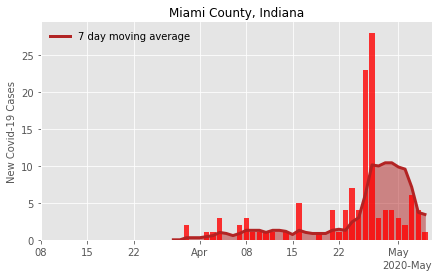 Miami County, Indiana
7 day moving average
New Covid-19 Cases
25
20
15
10
5
0
08
15
22
Apr
08
15
22
May
2020-May